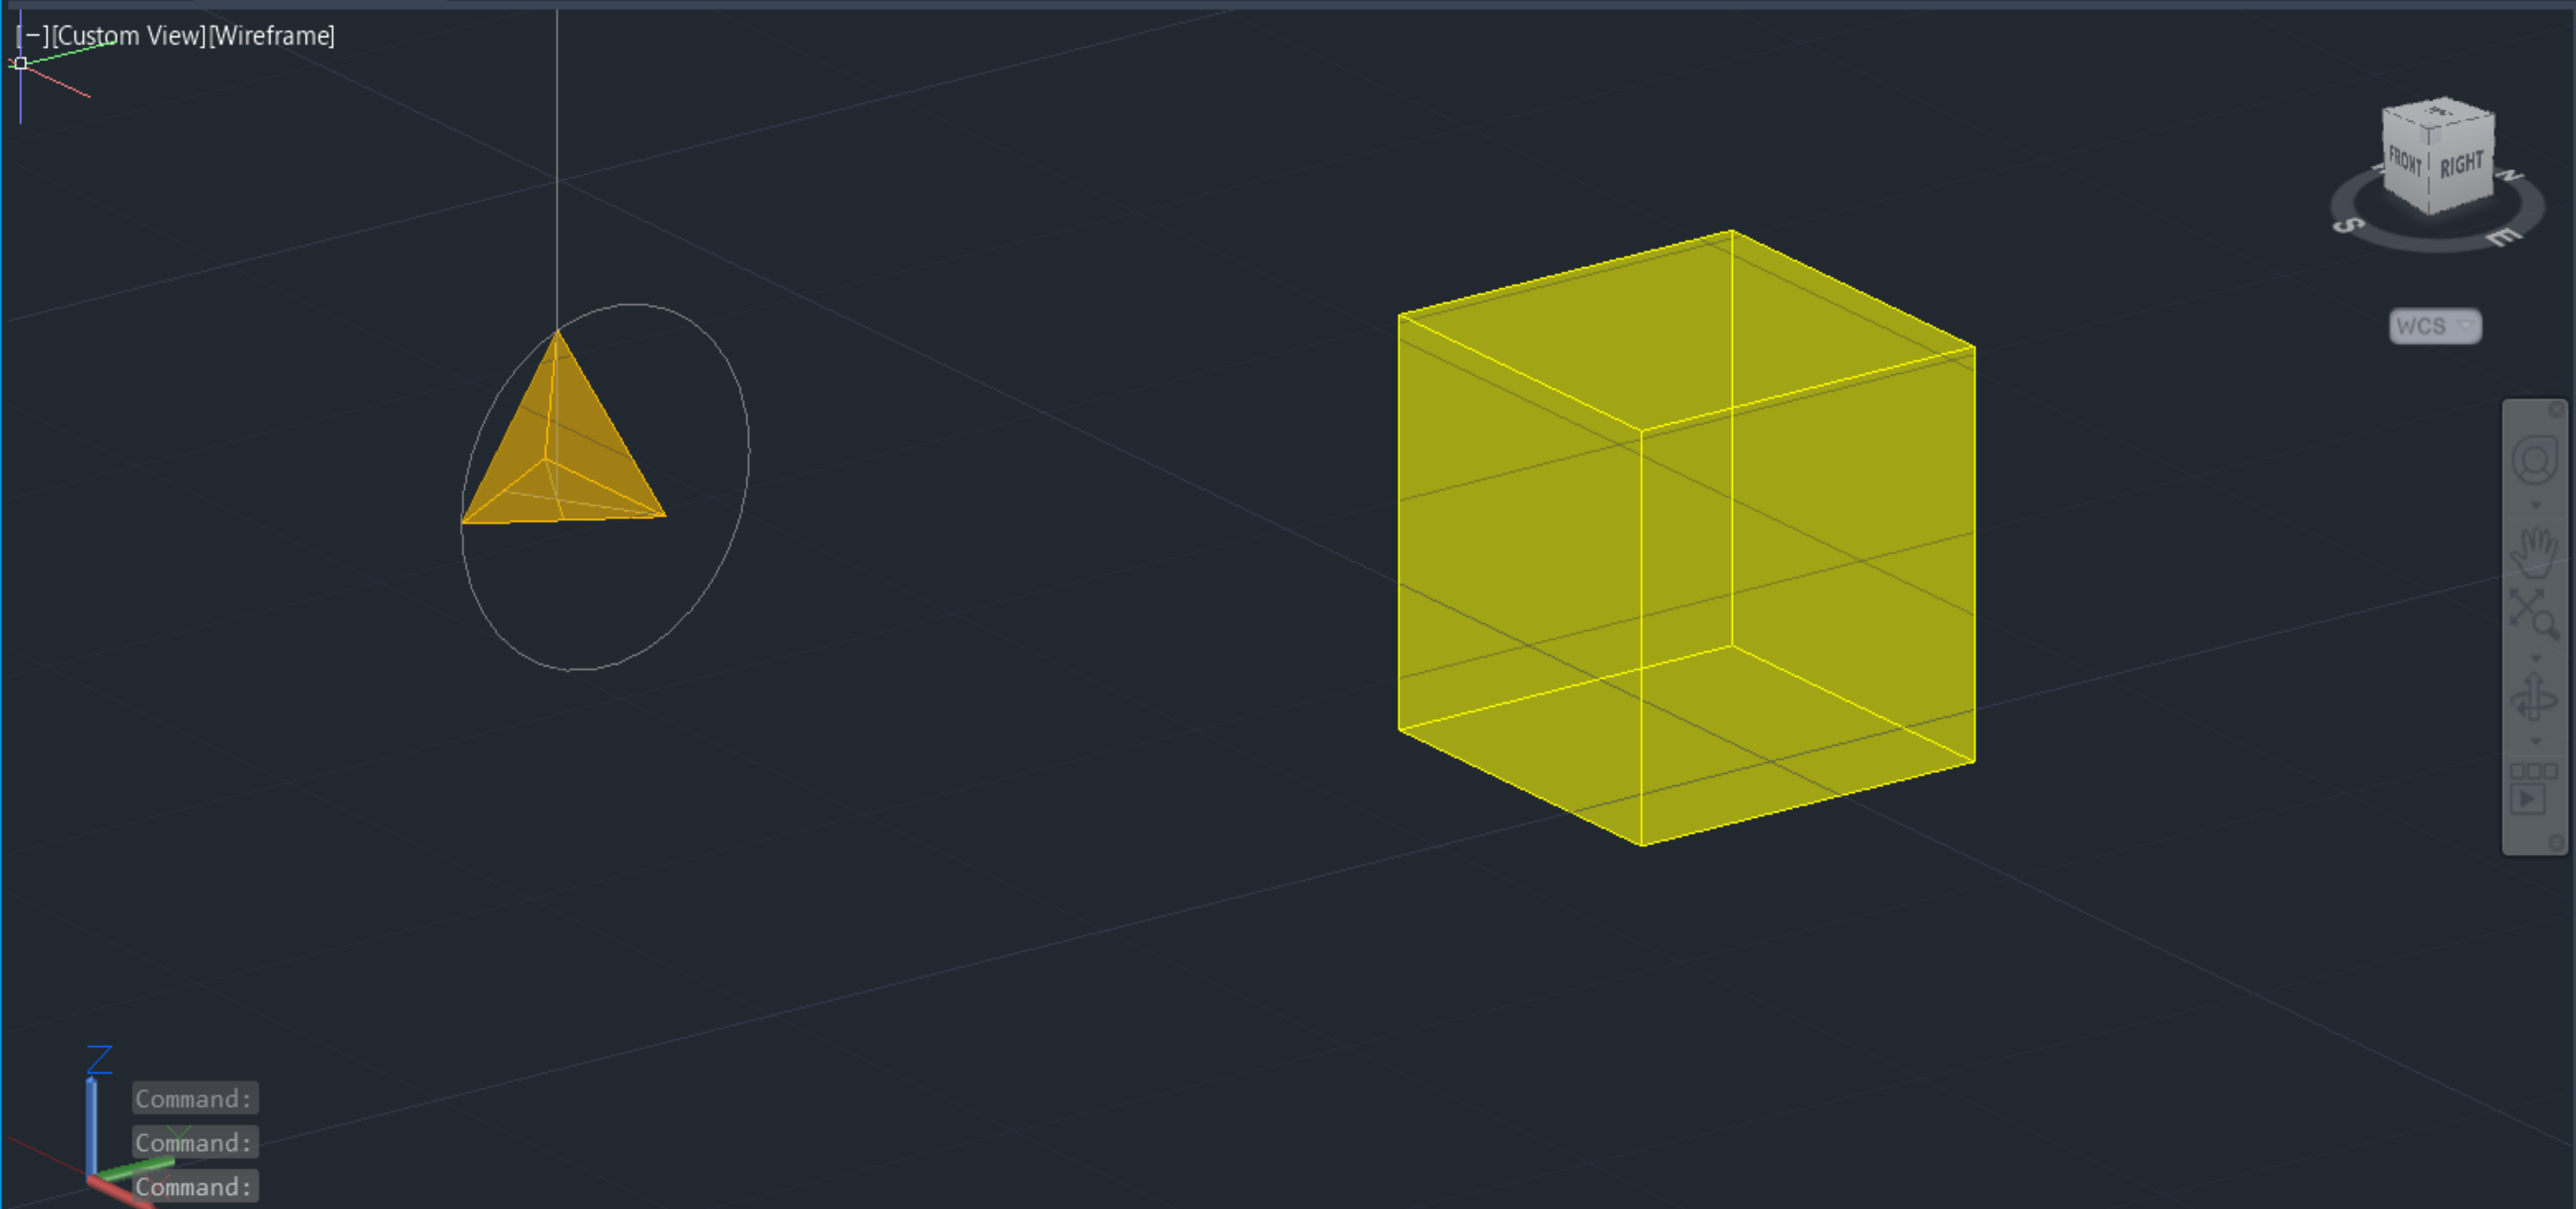 [−][Custom View][Wireframe]
FRONT
RIGHT
N
S
E
WCS
Z
Y
Command:
Command:
Command: